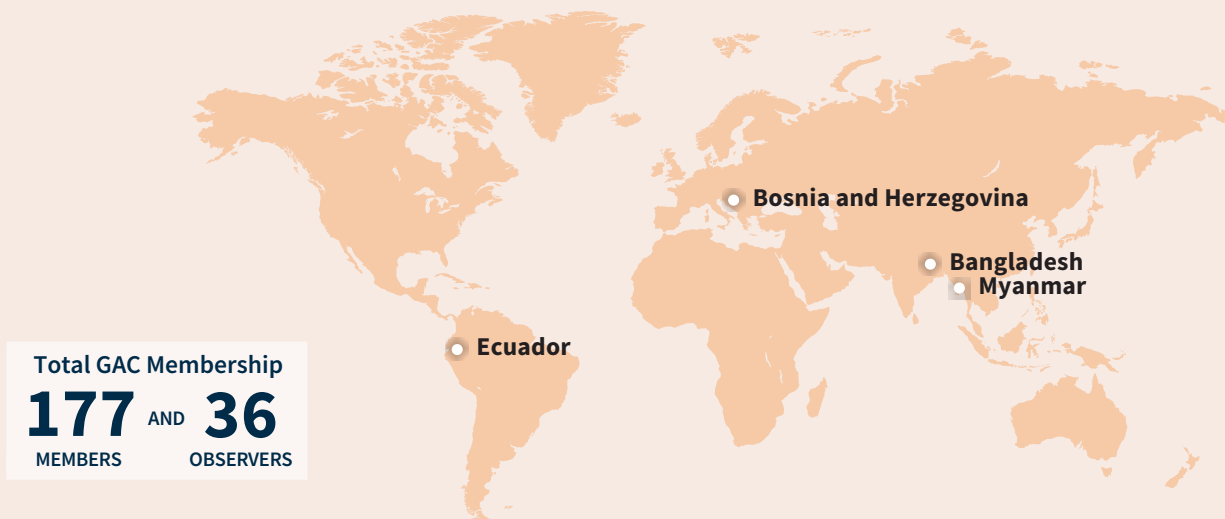 Bosnia and Herzegovina
Bangladesh
Myanmar
Ecuador
Total GAC Membership
177 AND 36
MEMBERS OBSERVERS